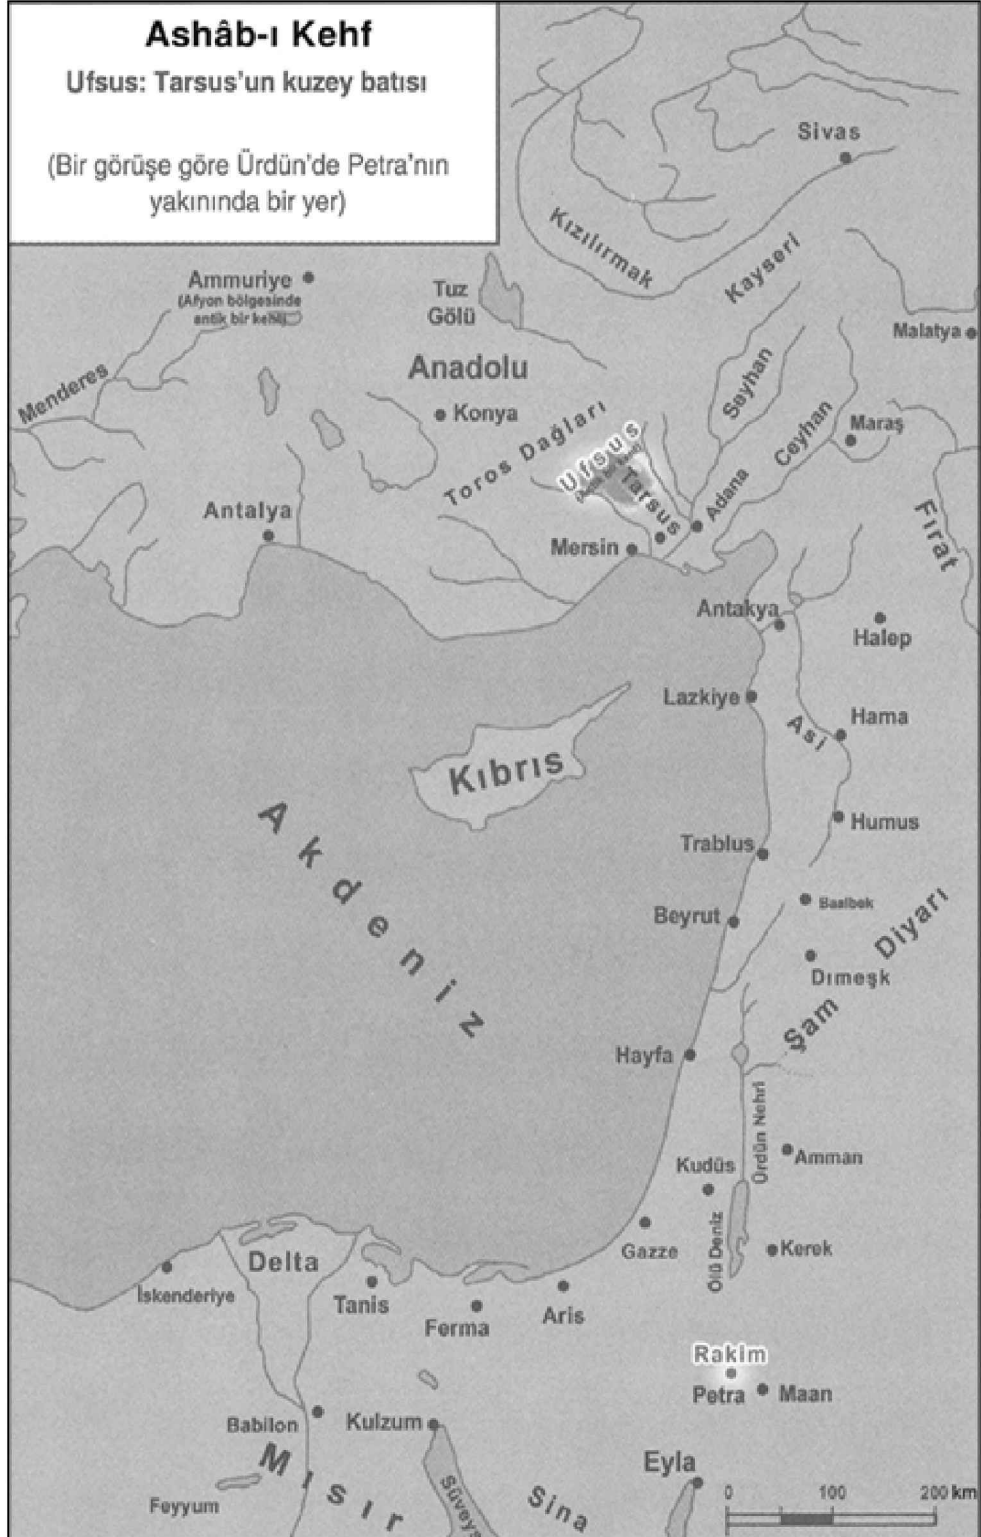 Ashâb-ı Kehf
Ufsus: Tarsus'un kuzey batısı
(Bir görüşe göre Ürdün'de Petra'nın
yakınında bir yer)
Sivas
Kızılırmak
Kayseri
Ammuriye
(Afyon bölgesinde
antik bir kent)
Tuz
Gölü
Malatya
Menderes
Anadolu
Konya
Seyhan
Ceyhan
Maraş
Toros Dağları
Ufsus
Tarsus
Adana
Antalya
Mersin
Fırat
Antakya
Halep
Lazkiye
Asi
Hama
Kıbrıs
Akdeniz
Humus
Trablus
Beyrut
Baalbek
Dımeşk
Şam Diyarı
Hayfa
Ürdün Nehri
Amman
Kudüs
Ölü Deniz
Gazze
Kerek
Delta
İskenderiye
Tanis
Ferma
Aris
Rakim
Petra
Maan
Babilon
Kulzum
Mısır
Feyyum
Süveyş
Sina
Eyla
0 100 200 km